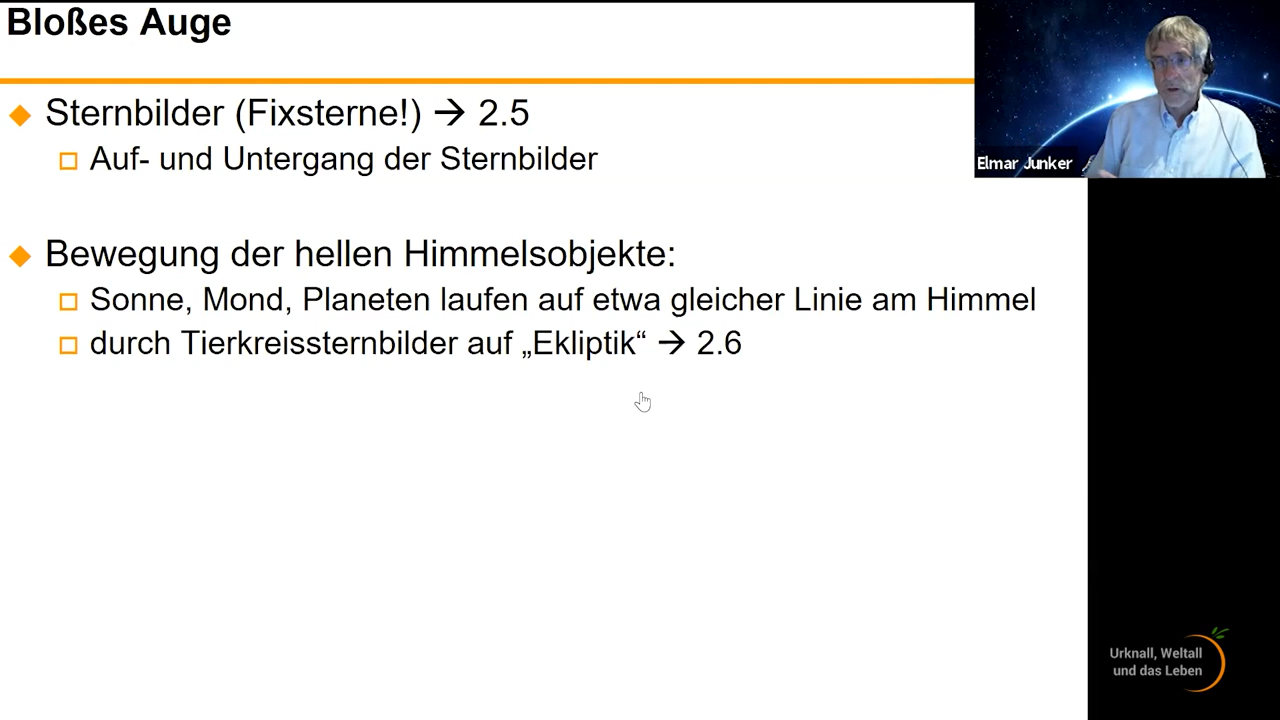 Bloßes Auge
Sternbilder (Fixsterne!) → 2.5
Auf- und Untergang der Sternbilder
Bewegung der hellen Himmelsobjekte:
Sonne, Mond, Planeten laufen auf etwa gleicher Linie am Himmel
durch Tierkreissternbilder auf „Ekliptik“ → 2.6
Elmar Junker
Urknall, Weltall
und das Leben